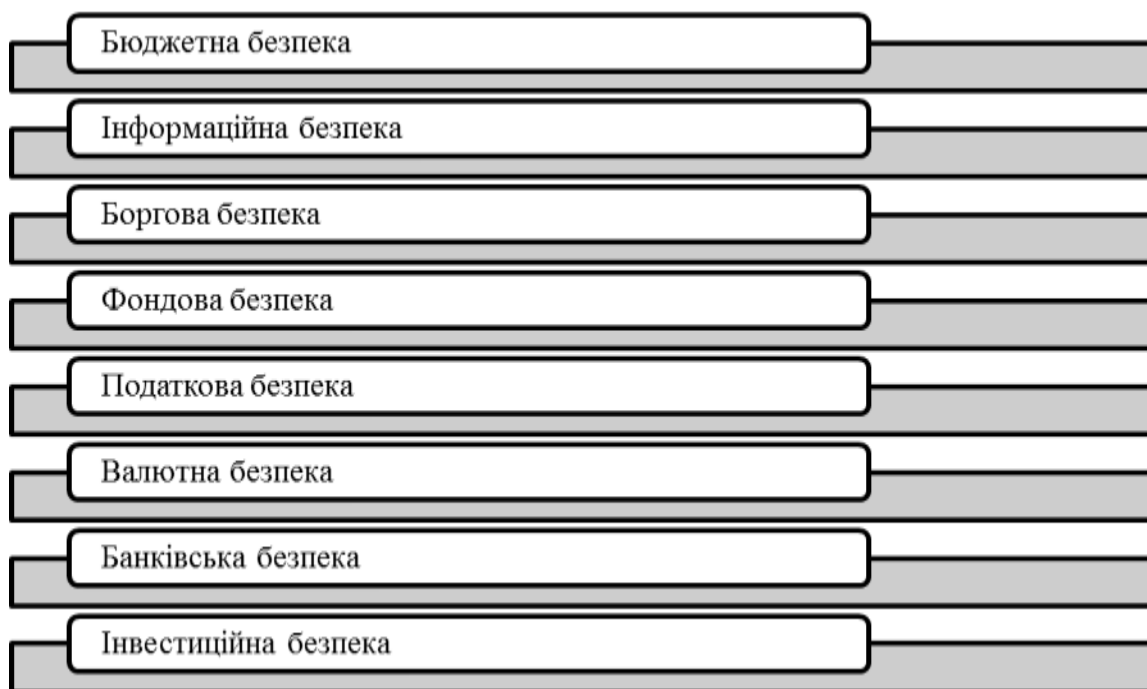 Бюджетна безпека
Інформаційна безпека
Боргова безпека
Фондова безпека
Податкова безпека
Валютна безпека
Банківська безпека
Інвестиційна безпека